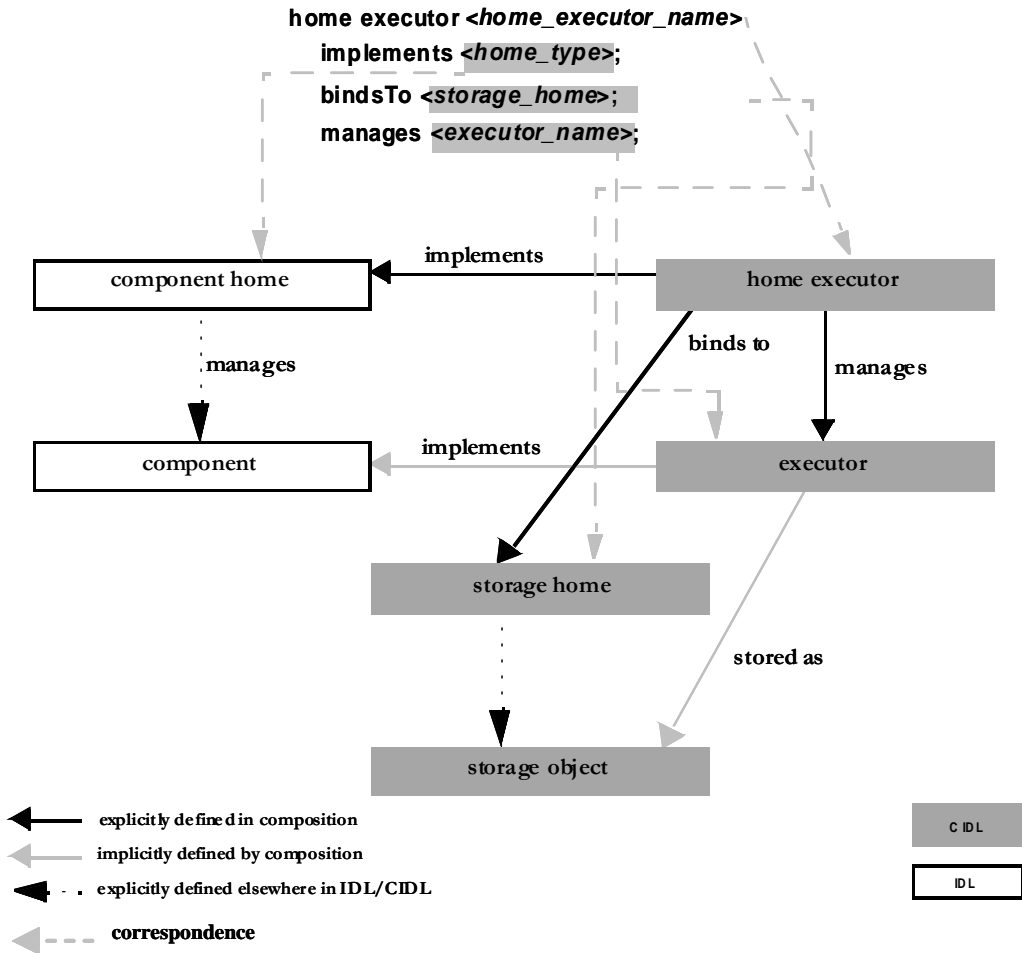 home executor <home_executor_name>
implements <home_type>;
bindsTo <storage_home>;
manages <executor_name>;
implements
component home
home executor
binds to
manages
manages
implements
component
executor
storage home
stored as
storage object
explicitly defined in composition
CIDL
implicitly defined by composition
explicitly defined elsewhere in IDL/CIDL
IDL
correspondence